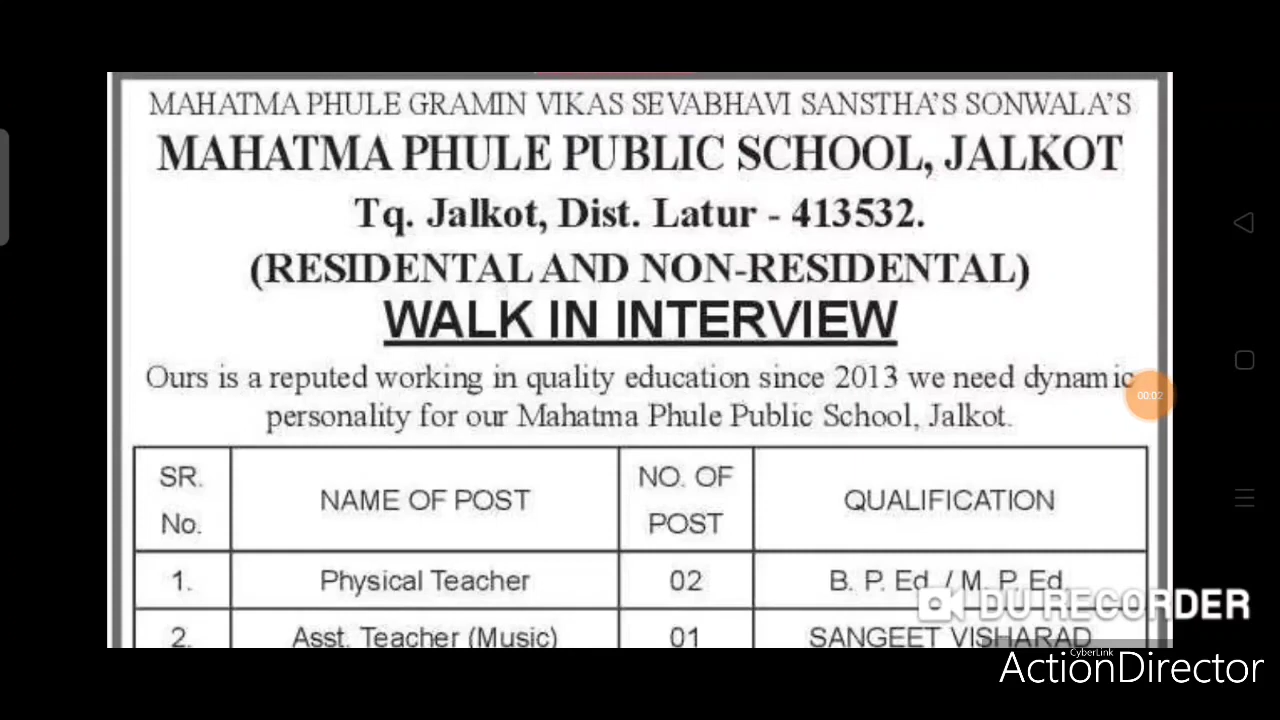 MAHATMA PHULE GRAMIN VIKAS SEVABHAVI SANSTHA'S SONWALA'S
MAHATMA PHULE PUBLIC SCHOOL, JALKOT
Tq. Jalkot, Dist. Latur - 413532.
(RESIDENTAL AND NON-RESIDENTAL)
WALK IN INTERVIEW
Ours is a reputed working in quality education since 2013 we need dynamic
personality for our Mahatma Phule Public School, Jalkot.
SR. No. NAME OF POST NO. OF POST QUALIFICATION
1. Physical Teacher 02 B. P. Ed. / M. P. Ed.
2. Asst. Teacher (Music) 01 SANGEET VISHARAD
00:02
DU RECORDER
CyberLink
ActionDirector